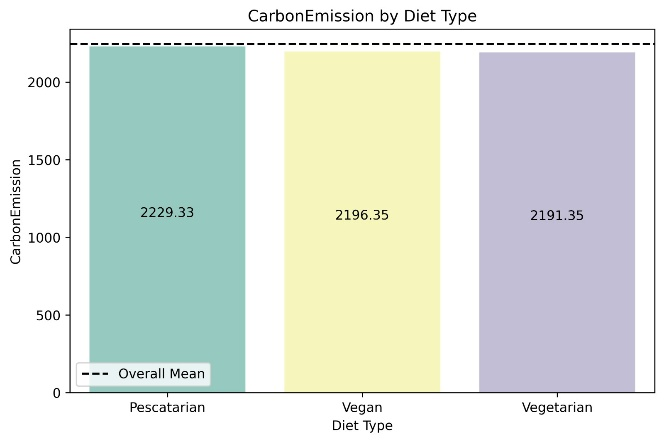 CarbonEmission by Diet Type
CarbonEmission
2000
1500
1000
500
0
2229.33
2196.35
2191.35
Overall Mean
Pescatarian
Vegan
Vegetarian
Diet Type